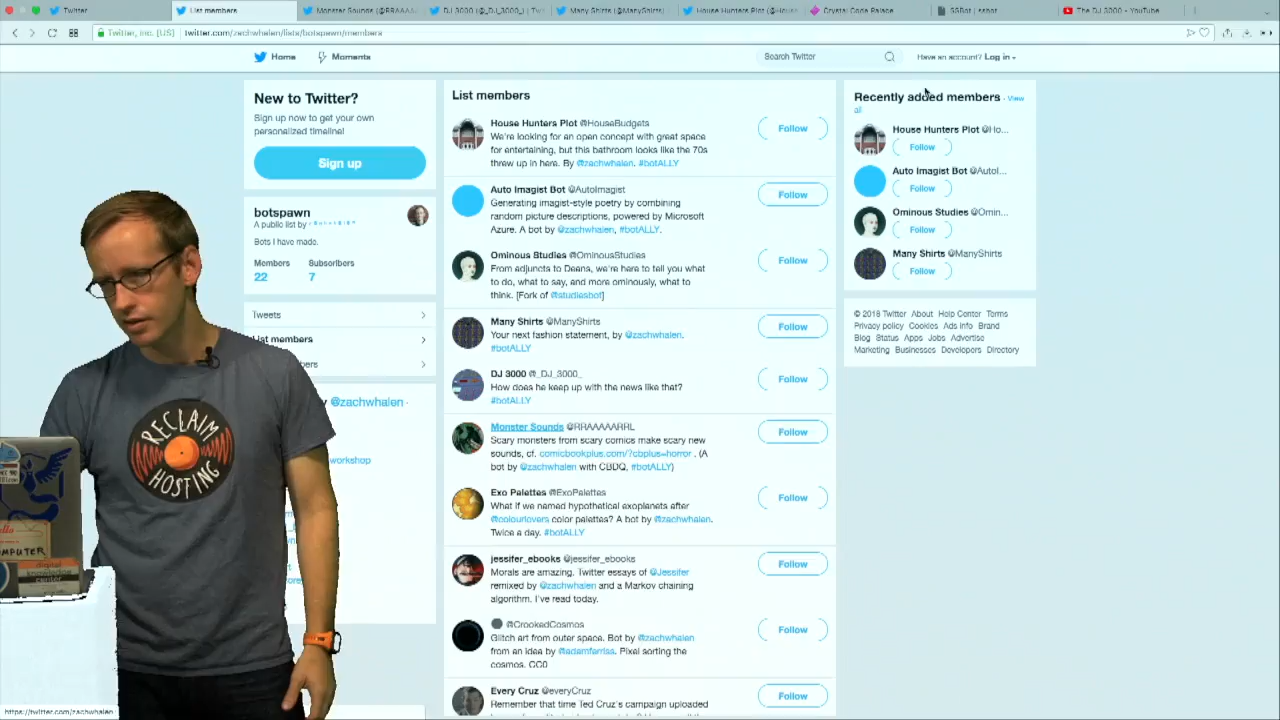 Twitter
List members
Monster Sounds (@RRAAAA
DJ 3000 (@_DJ_3000_) | Twi
Many Shirts (@ManyShirts)
House Hunters Plot (@Hous
Crystal Code Palace
SSBot | ssbot
The DJ 3000 - YouTube
Twitter, Inc. [US]
twitter.com/zachwhalen/lists/botspawn/members
Home
Moments
Search Twitter
Have an account? Log in
New to Twitter?
Sign up now to get your own
personalized timeline!
Sign up
botspawn
A public list by
Bots I have made.
Members
Subscribers
22
7
Tweets
List members
@zachwhalen ·
workshop
RECLAIM
HOSTING
COMPUTER
digital
center
https://twitter.com/zachwhalen
List members
House Hunters Plot @HouseBudgets
We're looking for an open concept with great space
for entertaining, but this bathroom looks like the 70s
threw up in here. By @zachwhalen. #botALLY
Follow
Auto Imagist Bot @AutoImagist
Generating imagist-style poetry by combining
random picture descriptions, powered by Microsoft
Azure. A bot by @zachwhalen, #botALLY.
Follow
Ominous Studies @OminousStudies
From adjuncts to Deans, we're here to tell you what
to do, what to say, and more ominously, what to
think. [Fork of @studiesbot]
Follow
Many Shirts @ManyShirts
Your next fashion statement, by @zachwhalen.
#botALLY
Follow
DJ 3000 @_DJ_3000_
How does he keep up with the news like that?
#botALLY
Follow
Monster Sounds @RRAAAAARRL
Scary monsters from scary comics make scary new
sounds, cf. comicbookplus.com/?cbplus=horror . (A
bot by @zachwhalen with CBDQ, #botALLY)
Follow
Exo Palettes @ExoPalettes
What if we named hypothetical exoplanets after
@colourlovers color palettes? A bot by @zachwhalen.
Twice a day. #botALLY
Follow
jessifer_ebooks @jessifer_ebooks
Morals are amazing. Twitter essays of @Jessifer
remixed by @zachwhalen and a Markov chaining
algorithm. I've read today.
Follow
@CrookedCosmos
Glitch art from outer space. Bot by @zachwhalen
from an idea by @adamferriss. Pixel sorting the
cosmos. CC0
Follow
Every Cruz @everyCruz
Remember that time Ted Cruz's campaign uploaded
Follow
Recently added members · View
all
House Hunters Plot @Ho...
Follow
Auto Imagist Bot @AutoI...
Follow
Ominous Studies @Omin...
Follow
Many Shirts @ManyShirts
Follow
© 2016 Twitter About Help Center Terms
Privacy policy Cookies Ads info Brand
Blog Status Apps Jobs Advertise
Marketing Businesses Developers Directory